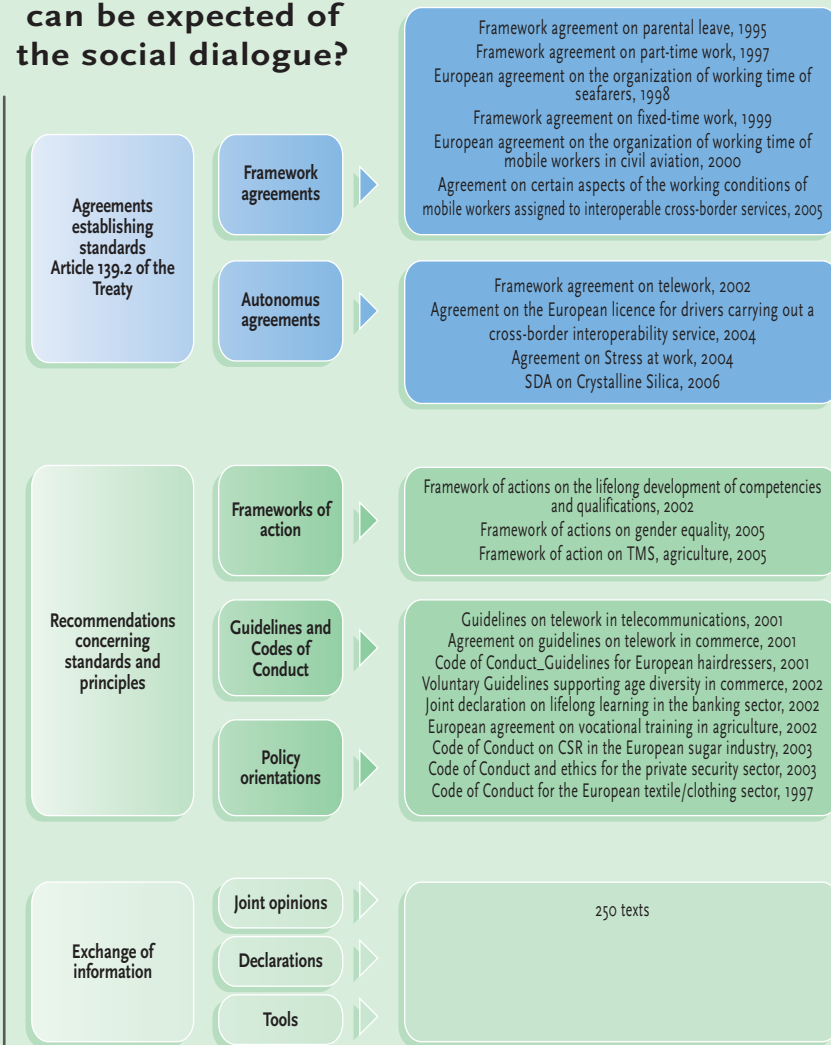 can be expected of
the social dialogue?
Agreements
establishing
standards
Article 139.2 of the
Treaty
Framework
agreements
Framework agreement on parental leave, 1995
Framework agreement on part-time work, 1997
European agreement on the organization of working time of
seafarers, 1998
Framework agreement on fixed-time work, 1999
European agreement on the organization of working time of
mobile workers in civil aviation, 2000
Agreement on certain aspects of the working conditions of
mobile workers assigned to interoperable cross-border services, 2005
Autonomus
agreements
Framework agreement on telework, 2002
Agreement on the European licence for drivers carrying out a
cross-border interoperability service, 2004
Agreement on Stress at work, 2004
SDA on Crystalline Silica, 2006
Recommendations
concerning
standards and
principles
Frameworks of
action
Framework of actions on the lifelong development of competencies
and qualifications, 2002
Framework of actions on gender equality, 2005
Framework of action on TMS, agriculture, 2005
Guidelines and
Codes of
Conduct
Policy
orientations
Guidelines on telework in telecommunications, 2001
Agreement on guidelines on telework in commerce, 2001
Code of Conduct_Guidelines for European hairdressers, 2001
Voluntary Guidelines supporting age diversity in commerce, 2002
Joint declaration on lifelong learning in the banking sector, 2002
European agreement on vocational training in agriculture, 2002
Code of Conduct on CSR in the European sugar industry, 2003
Code of Conduct and ethics for the private security sector, 2003
Code of Conduct for the European textile/clothing sector, 1997
Exchange of
information
Joint opinions
Declarations
Tools
250 texts